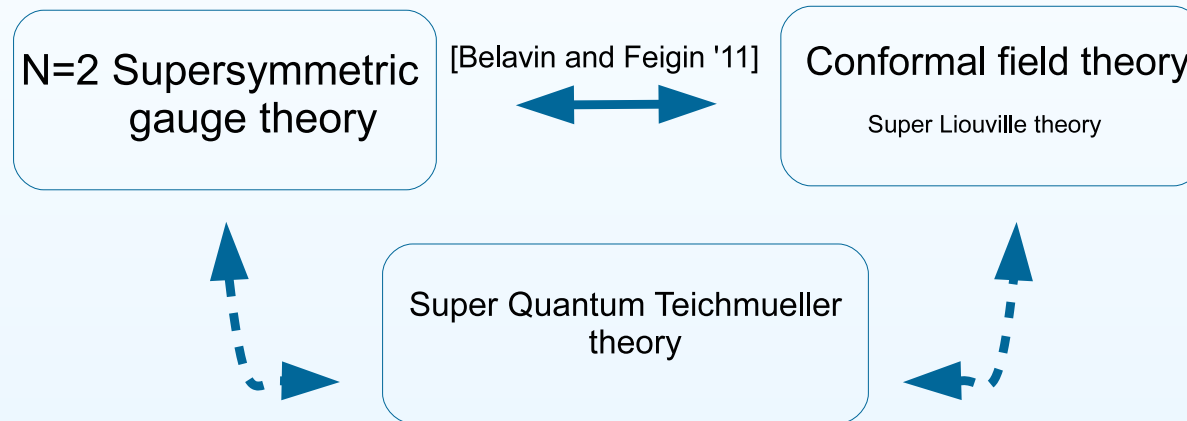 N=2 Supersymmetric
gauge theory
[Belavin and Feigin '11]
Conformal field theory
Super Liouville theory
Super Quantum Teichmueller
theory